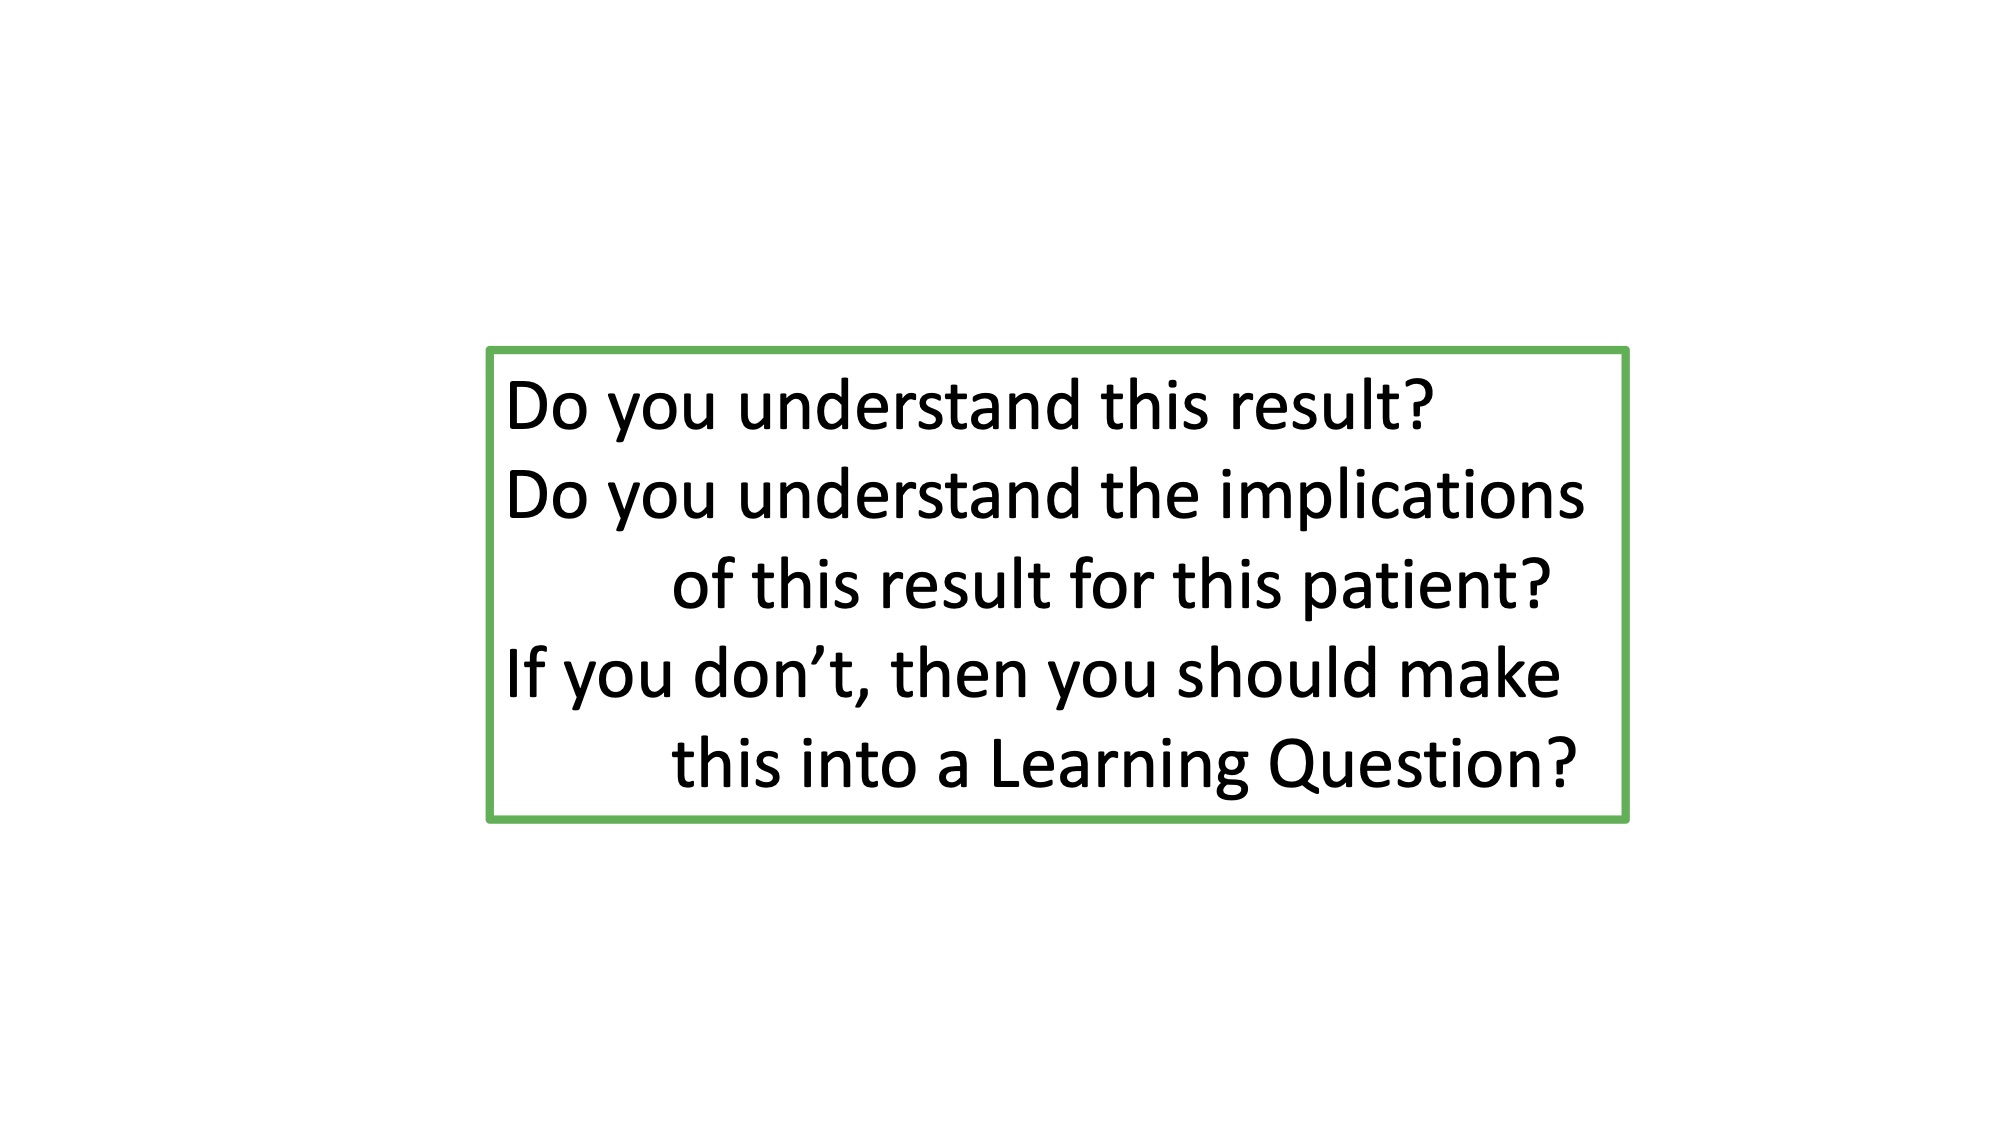 Do you understand this result?
Do you understand the implications
of this result for this patient?
If you don’t, then you should make
this into a Learning Question?